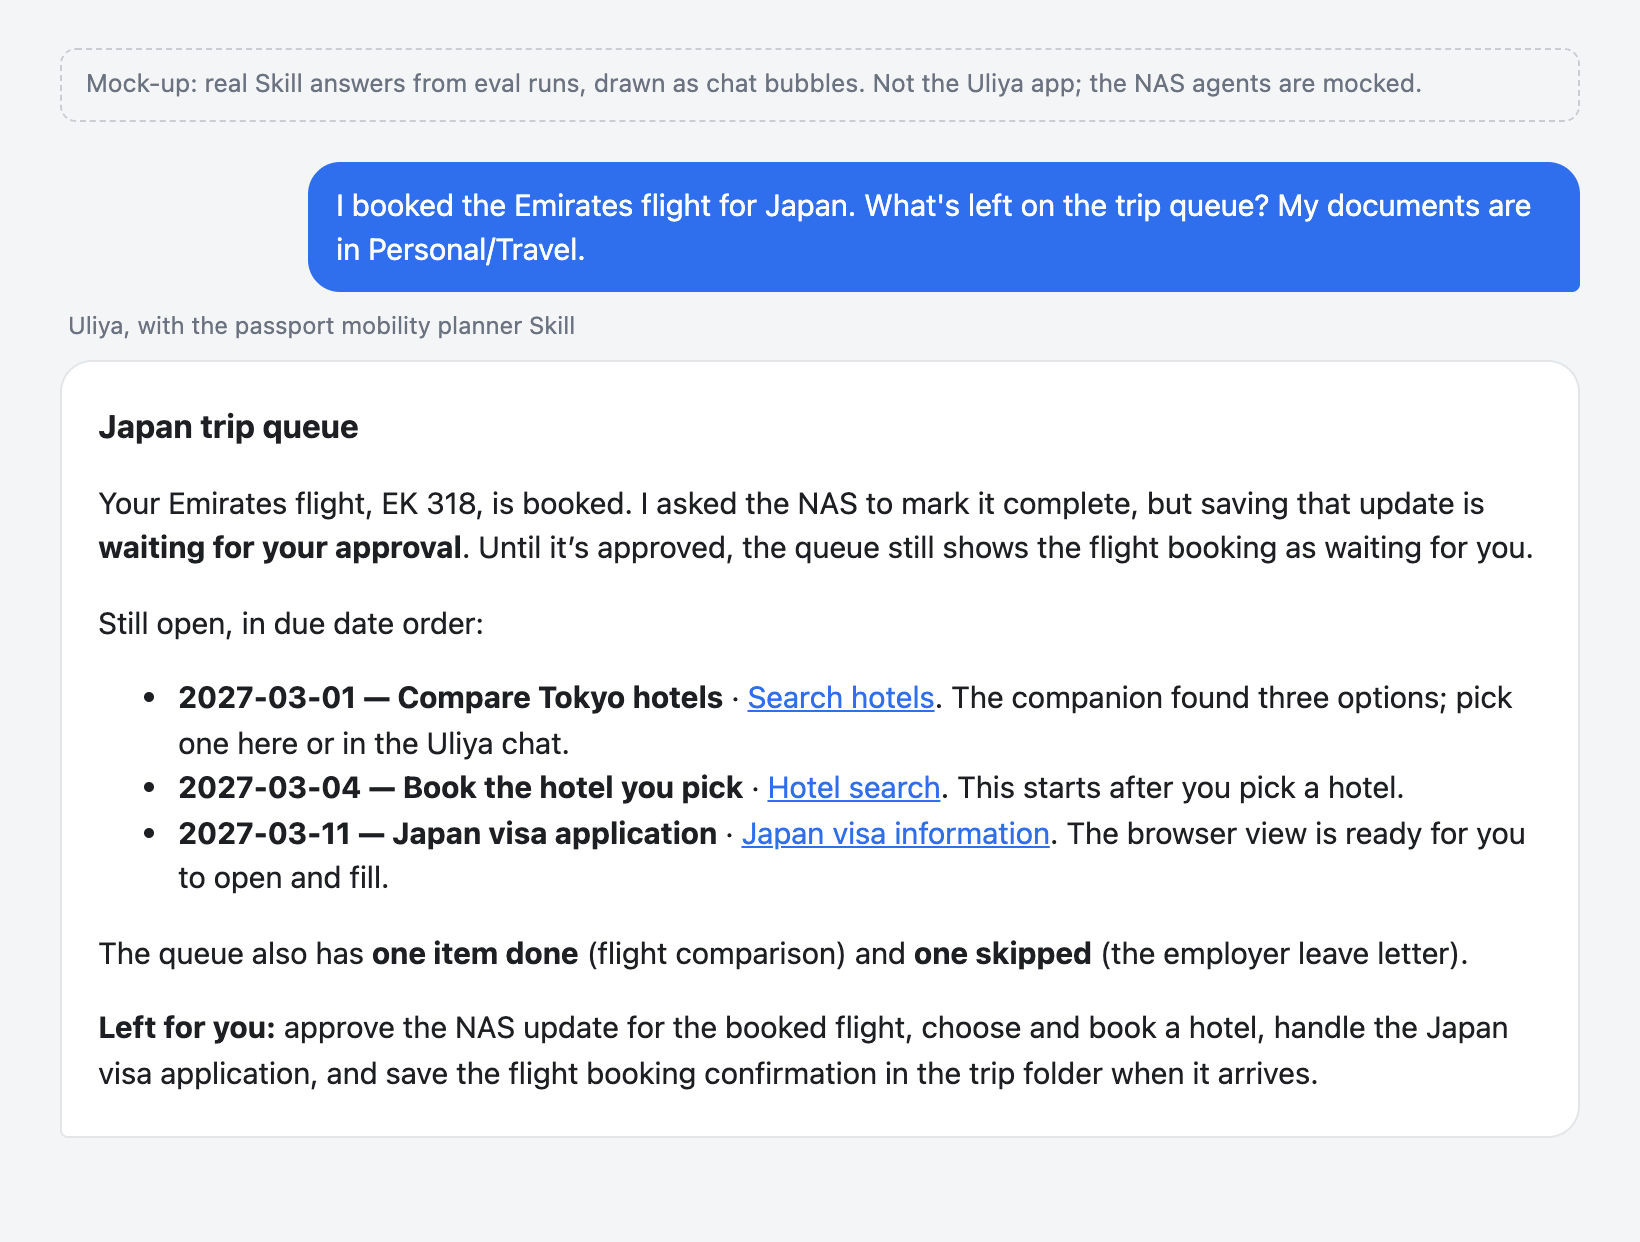 Mock-up: real Skill answers from eval runs, drawn as chat bubbles. Not the Uliya app; the NAS agents are mocked.
I booked the Emirates flight for Japan. What's left on the trip queue? My documents are
in Personal/Travel.
Uliya, with the passport mobility planner Skill
Japan trip queue
Your Emirates flight, EK 318, is booked. I asked the NAS to mark it complete, but saving that update is
waiting for your approval. Until it’s approved, the queue still shows the flight booking as waiting for you.
Still open, in due date order:
• 2027-03-01 — Compare Tokyo hotels · Search hotels. The companion found three options; pick
one here or in the Uliya chat.
• 2027-03-04 — Book the hotel you pick · Hotel search. This starts after you pick a hotel.
• 2027-03-11 — Japan visa application · Japan visa information. The browser view is ready for you
to open and fill.
The queue also has one item done (flight comparison) and one skipped (the employer leave letter).
Left for you: approve the NAS update for the booked flight, choose and book a hotel, handle the Japan
visa application, and save the flight booking confirmation in the trip folder when it arrives.